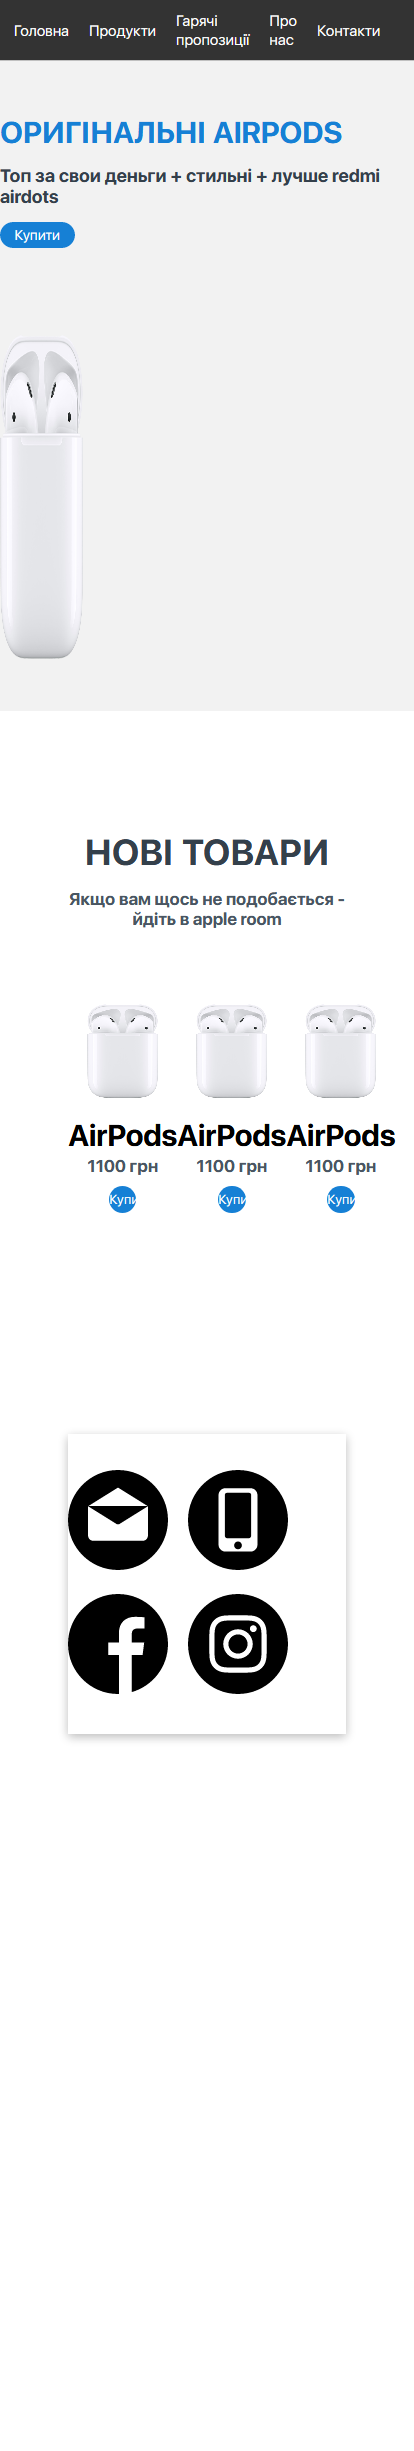 Головна Продукти Гарячі пропозиції Про нас Контакти
ОРИГІНАЛЬНІ AIRPODS
Топ за свои деньги + стильні + лучше redmi
airdots
Купити
НОВІ ТОВАРИ
Якщо вам щось не подобається -
йдіть в apple room
AirPods AirPods AirPods
1100 грн 1100 грн 1100 грн
Купи Купи Купи